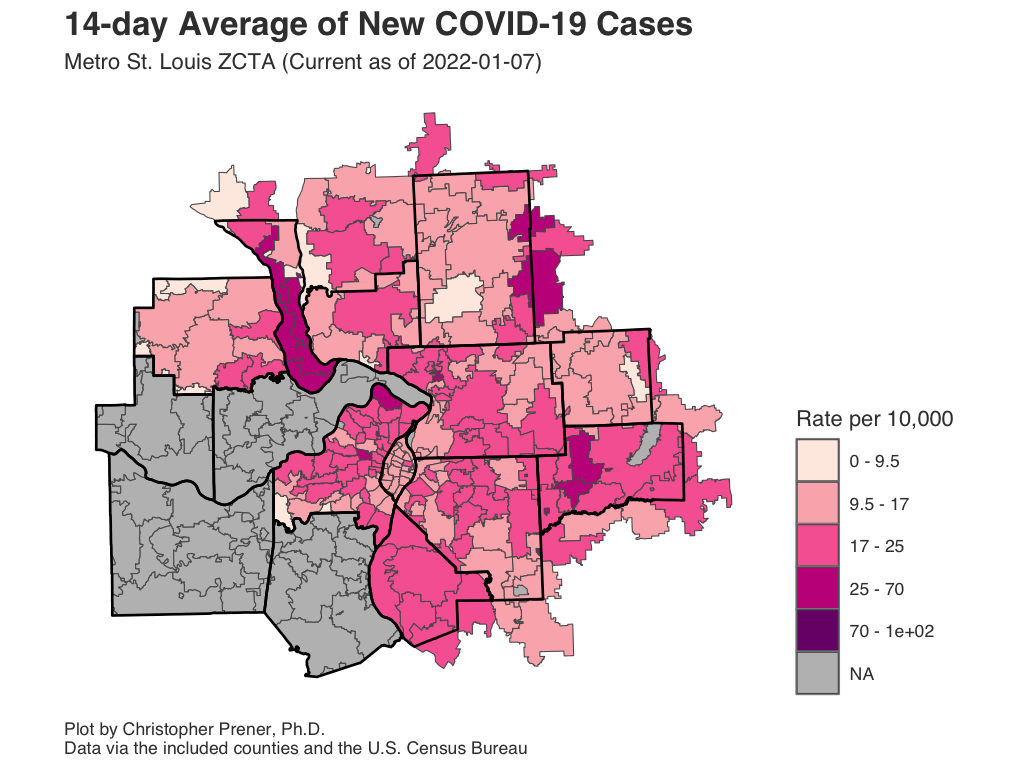 14-day Average of New COVID-19 Cases
Metro St. Louis ZCTA (Current as of 2022-01-07)
Rate per 10,000
0 - 9.5
9.5 - 17
17 - 25
25 - 70
70 - 1e+02
NA
Plot by Christopher Prener, Ph.D.
Data via the included counties and the U.S. Census Bureau